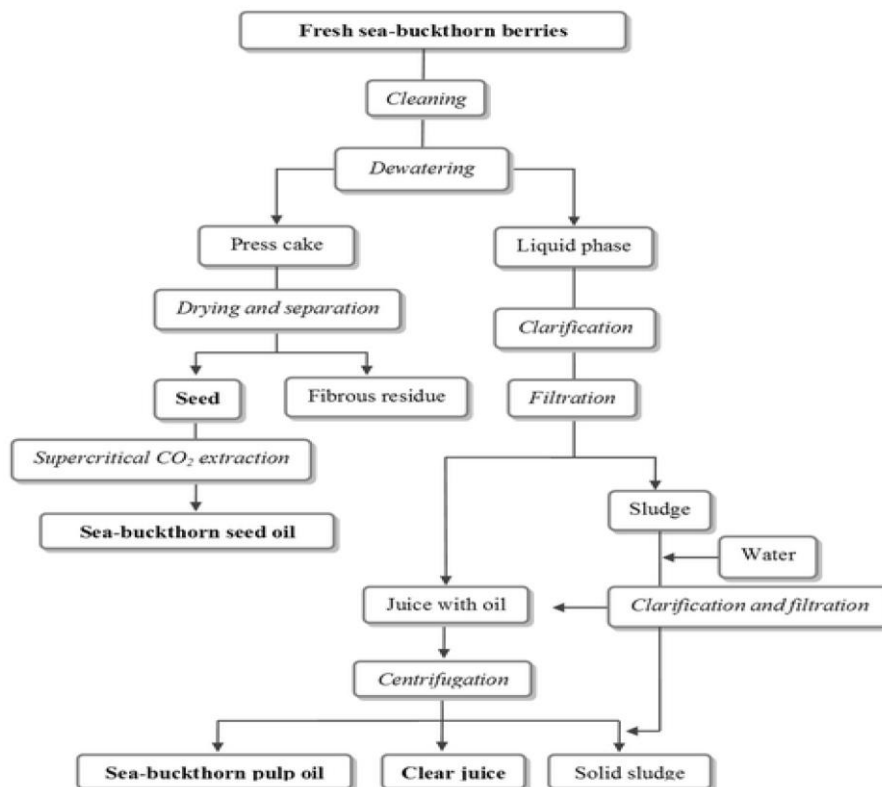 Fresh sea-buckthorn berries
Cleaning
Dewatering
Press cake
Liquid phase
Drying and separation
Clarification
Seed
Fibrous residue
Filtration
Supercritical CO₂ extraction
Sludge
Sea-buckthorn seed oil
Water
Juice with oil
Clarification and filtration
Centrifugation
Sea-buckthorn pulp oil
Clear juice
Solid sludge